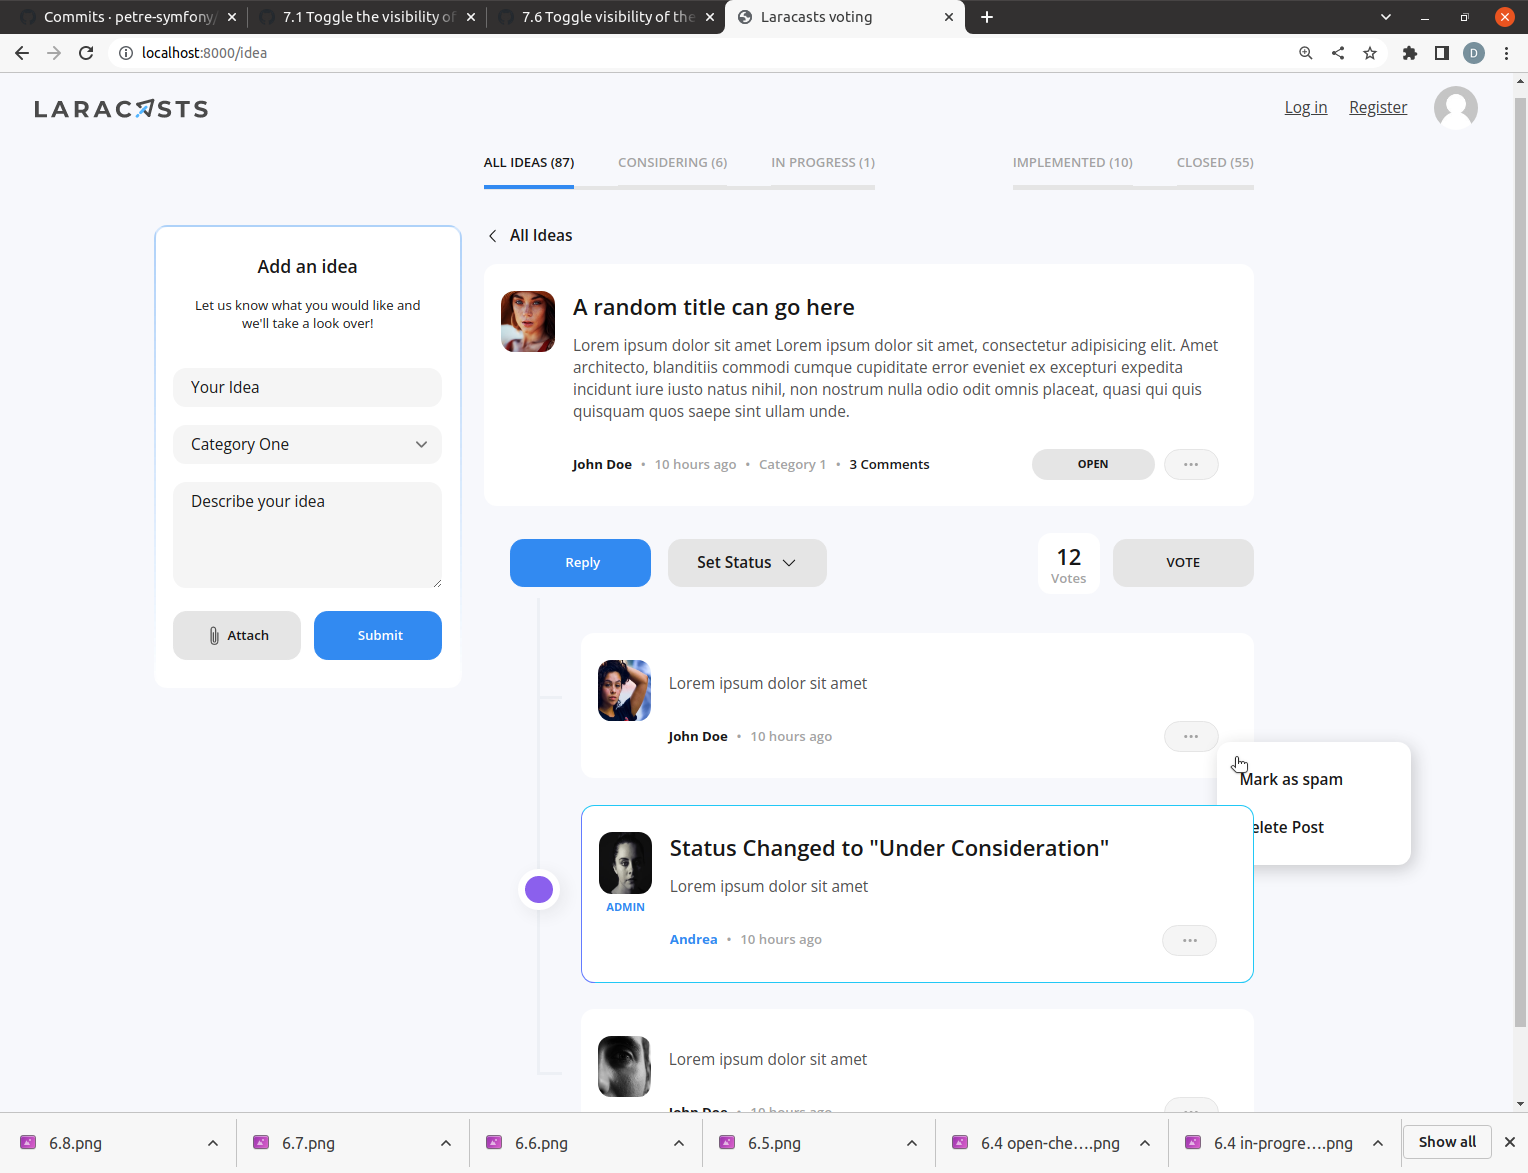 Commits · petre-symfony/
7.1 Toggle the visibility of
7.6 Toggle visibility of the
Laracasts voting
localhost:8000/idea
D
LARACASTS
Log in
Register
ALL IDEAS (87)
CONSIDERING (6)
IN PROGRESS (1)
IMPLEMENTED (10)
CLOSED (55)
Add an idea
Let us know what you would like and
we'll take a look over!
Your Idea
Category One
Describe your idea
Attach
Submit
All Ideas
A random title can go here
Lorem ipsum dolor sit amet Lorem ipsum dolor sit amet, consectetur adipisicing elit. Amet
architecto, blanditiis commodi cumque cupiditate error eveniet ex excepturi expedita
incidunt iure iusto natus nihil, non nostrum nulla odio odit omnis placeat, quasi qui quis
quisquam quos saepe sint ullam unde.
John Doe • 10 hours ago • Category 1 • 3 Comments
OPEN
Reply
Set Status
12
Votes
VOTE
Lorem ipsum dolor sit amet
John Doe • 10 hours ago
Mark as spam
elete Post
Status Changed to "Under Consideration"
Lorem ipsum dolor sit amet
ADMIN
Andrea • 10 hours ago
Lorem ipsum dolor sit amet
John Doe • 10 hours ago
6.8.png
6.7.png
6.6.png
6.5.png
6.4 open-che....png
6.4 in-progre....png
Show all